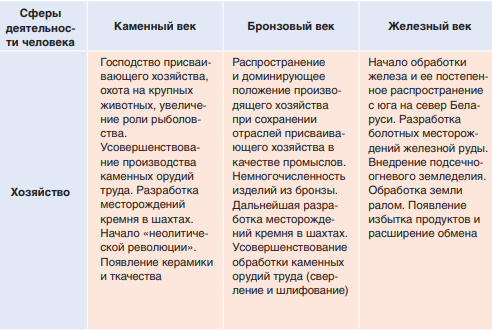 Сферы
деятельнос-
ти человека
Каменный век
Бронзовый век
Железный век
Хозяйство
Господство присваи-
вающего хозяйства,
охота на крупных
животных, увеличе-
ние роли рыболов-
ства.
Усовершенствова-
ние производства
каменных орудий
труда. Разработка
месторождений
кремня в шахтах.
Начало «неолити-
ческой революции».
Появление керамики
и ткачества
Распространение
и доминирующее
положение произво-
дящего хозяйства
при сохранении
отраслей присваива-
ющего хозяйства в
качестве промыслов.
Немногочисленность
изделий из бронзы.
Дальнейшая разра-
ботка месторожде-
ний кремня в шахтах.
Усовершенствование
обработки каменных
орудий труда (свер-
ление и шлифование)
Начало обработки
железа и ее постепен-
ное распространение
с юга на север Бела-
руси. Разработка
болотных месторож-
дений железной руды.
Внедрение подсечно-
огневого земледелия.
Обработка земли
ралом. Появление
избытка продуктов и
расширение обмена